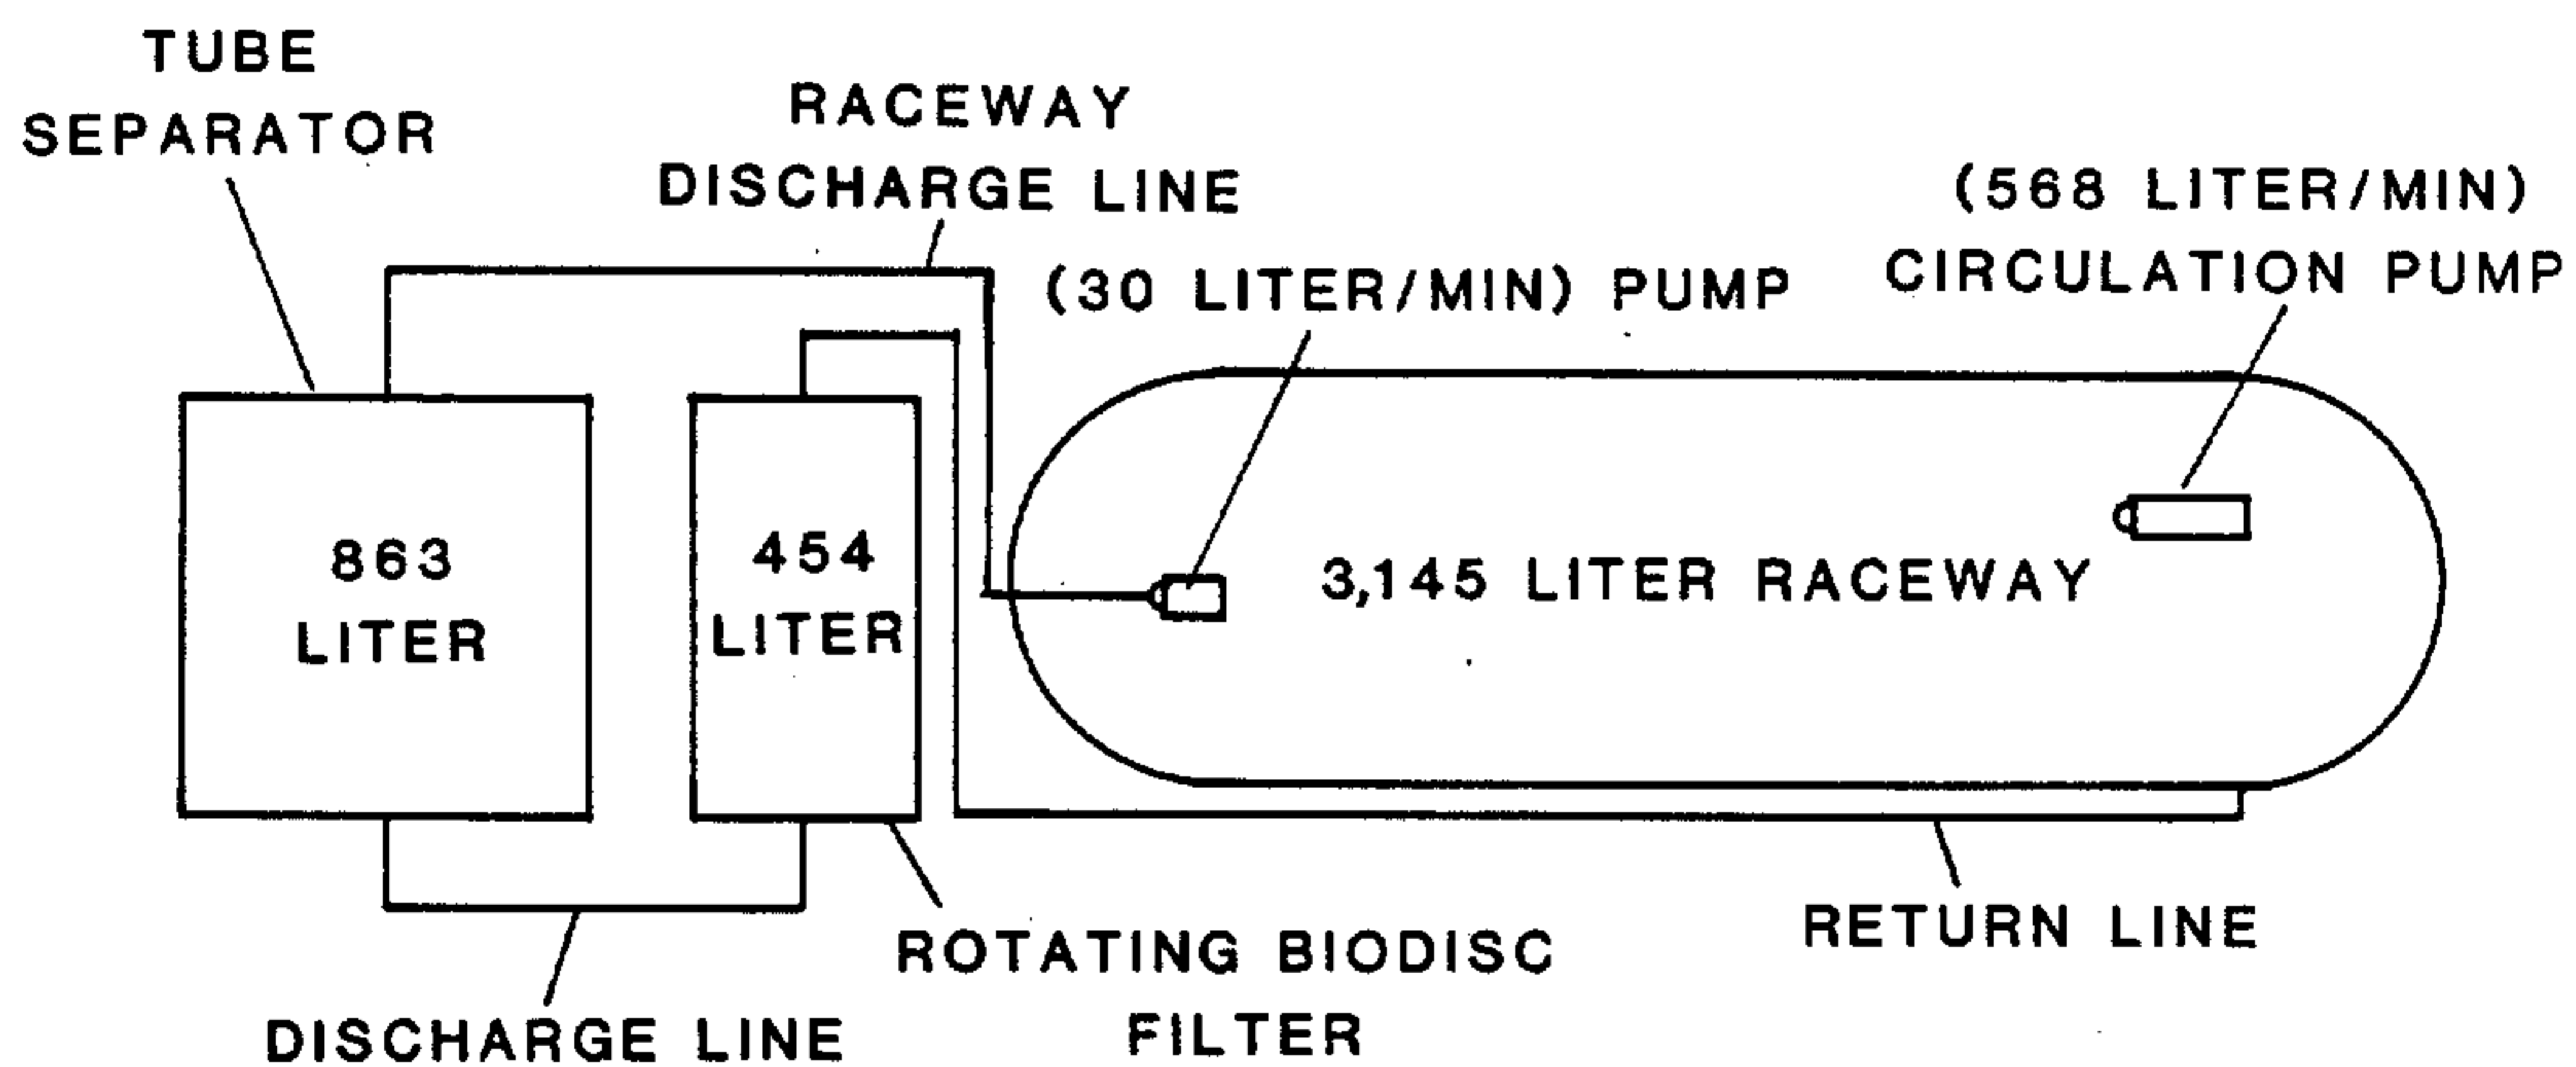 TUBE
SEPARATOR
RACEWAY
DISCHARGE LINE
(30 LITER/MIN) PUMP
(568 LITER/MIN)
CIRCULATION PUMP
863
LITER
454
LITER
3,145 LITER RACEWAY
DISCHARGE LINE
ROTATING BIODISC
FILTER
RETURN LINE